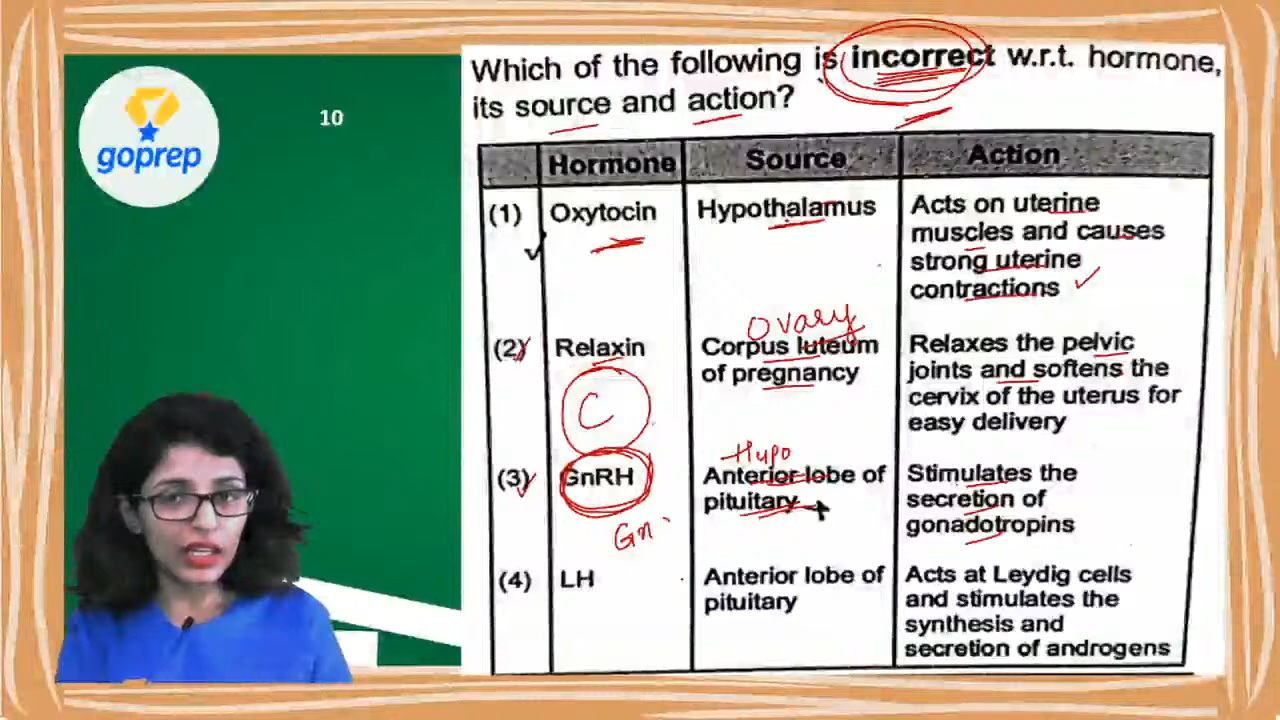 goprep
10
Which of the following is incorrect w.r.t. hormone,
its source and action?
Hormone Source Action
(1) Oxytocin Hypothalamus Acts on uterine
muscles and causes
strong uterine
contractions
Ovary
(2) Relaxin Corpus luteum Relaxes the pelvic
of pregnancy joints and softens the
cervix of the uterus for
easy delivery
C
Hypo
(3) GnRH Anterior lobe of Stimulates the
pituitary secretion of
gonadotropins
Gn
(4) LH Anterior lobe of Acts at Leydig cells
pituitary and stimulates the
synthesis and
secretion of androgens